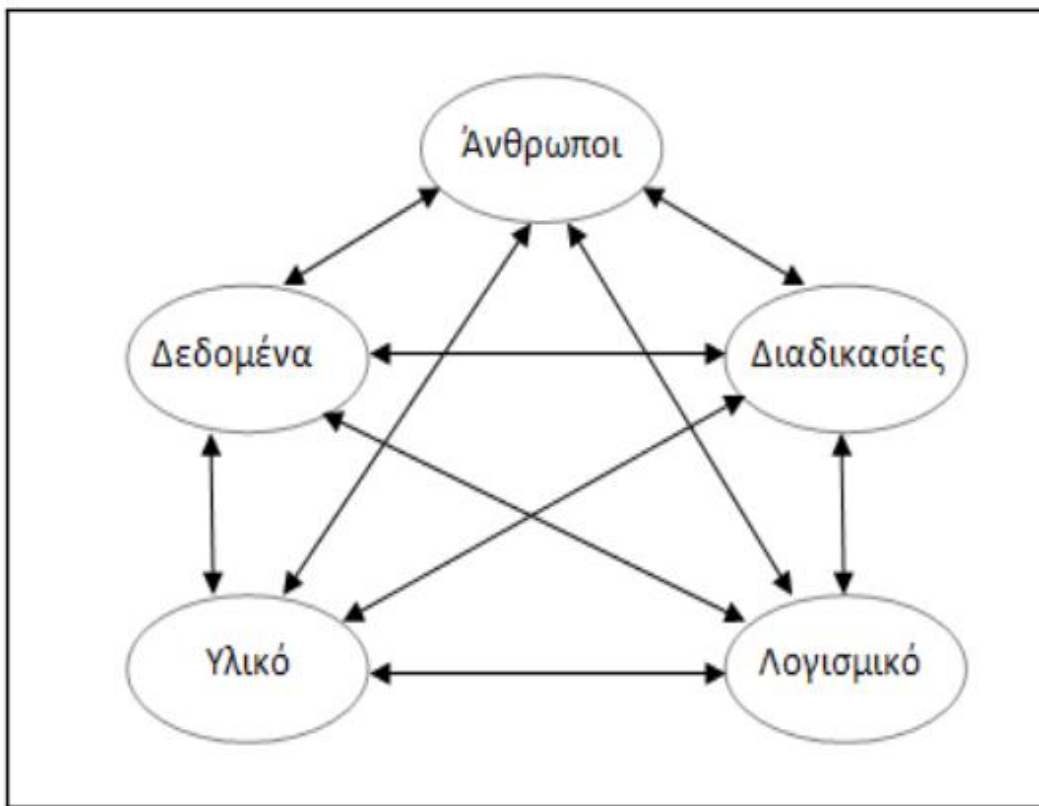 Άνθρωποι
Δεδομένα
Διαδικασίες
Υλικό
Λογισμικό